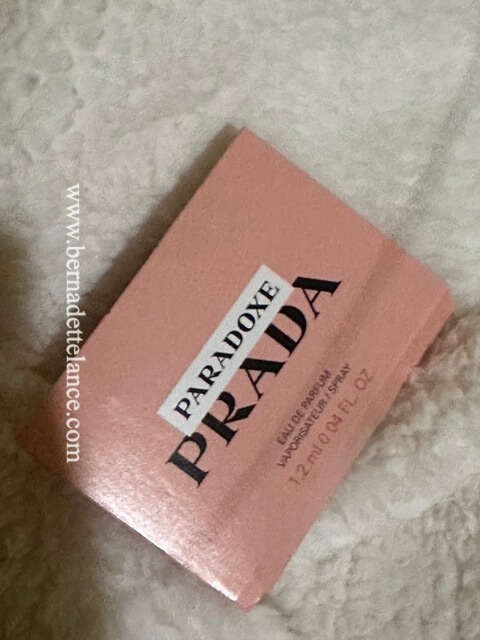 www.bernadettelance.com
PARADOXE
PRADA
EAU DE PARFUM
VAPORISATEUR / SPRAY
1.2 ml 0.04 FL. OZ